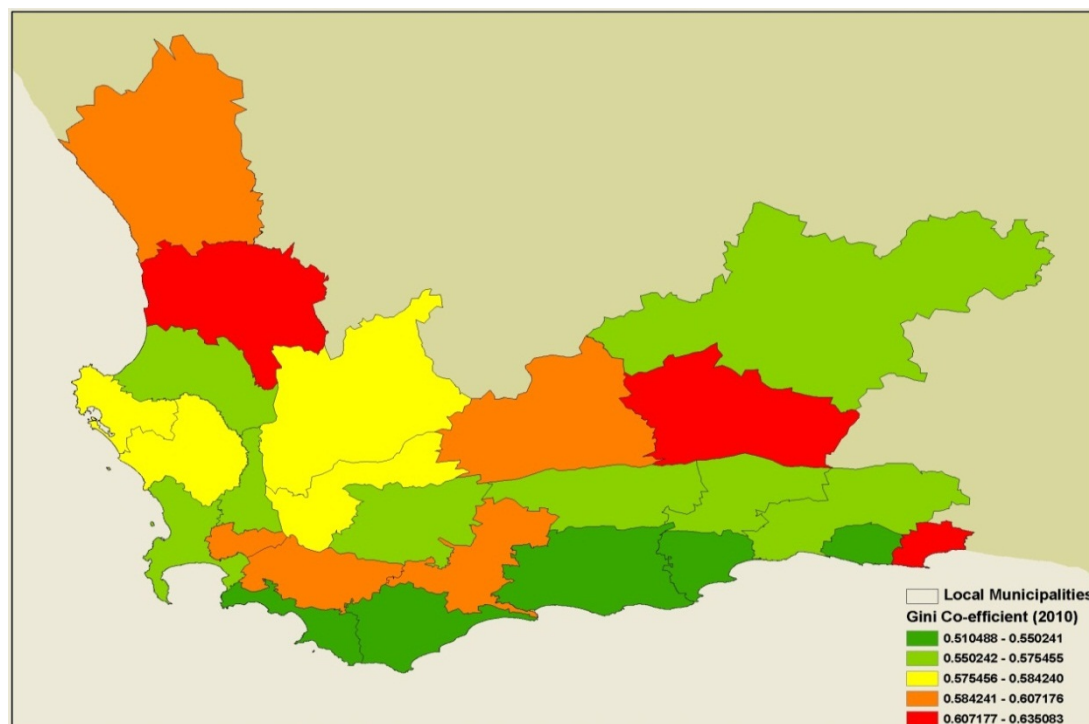 Local Municipalities
Gini Co-efficient (2010)
0.510488 - 0.550241
0.550242 - 0.575455
0.575456 - 0.584240
0.584241 - 0.607176
0.607177 - 0.635083